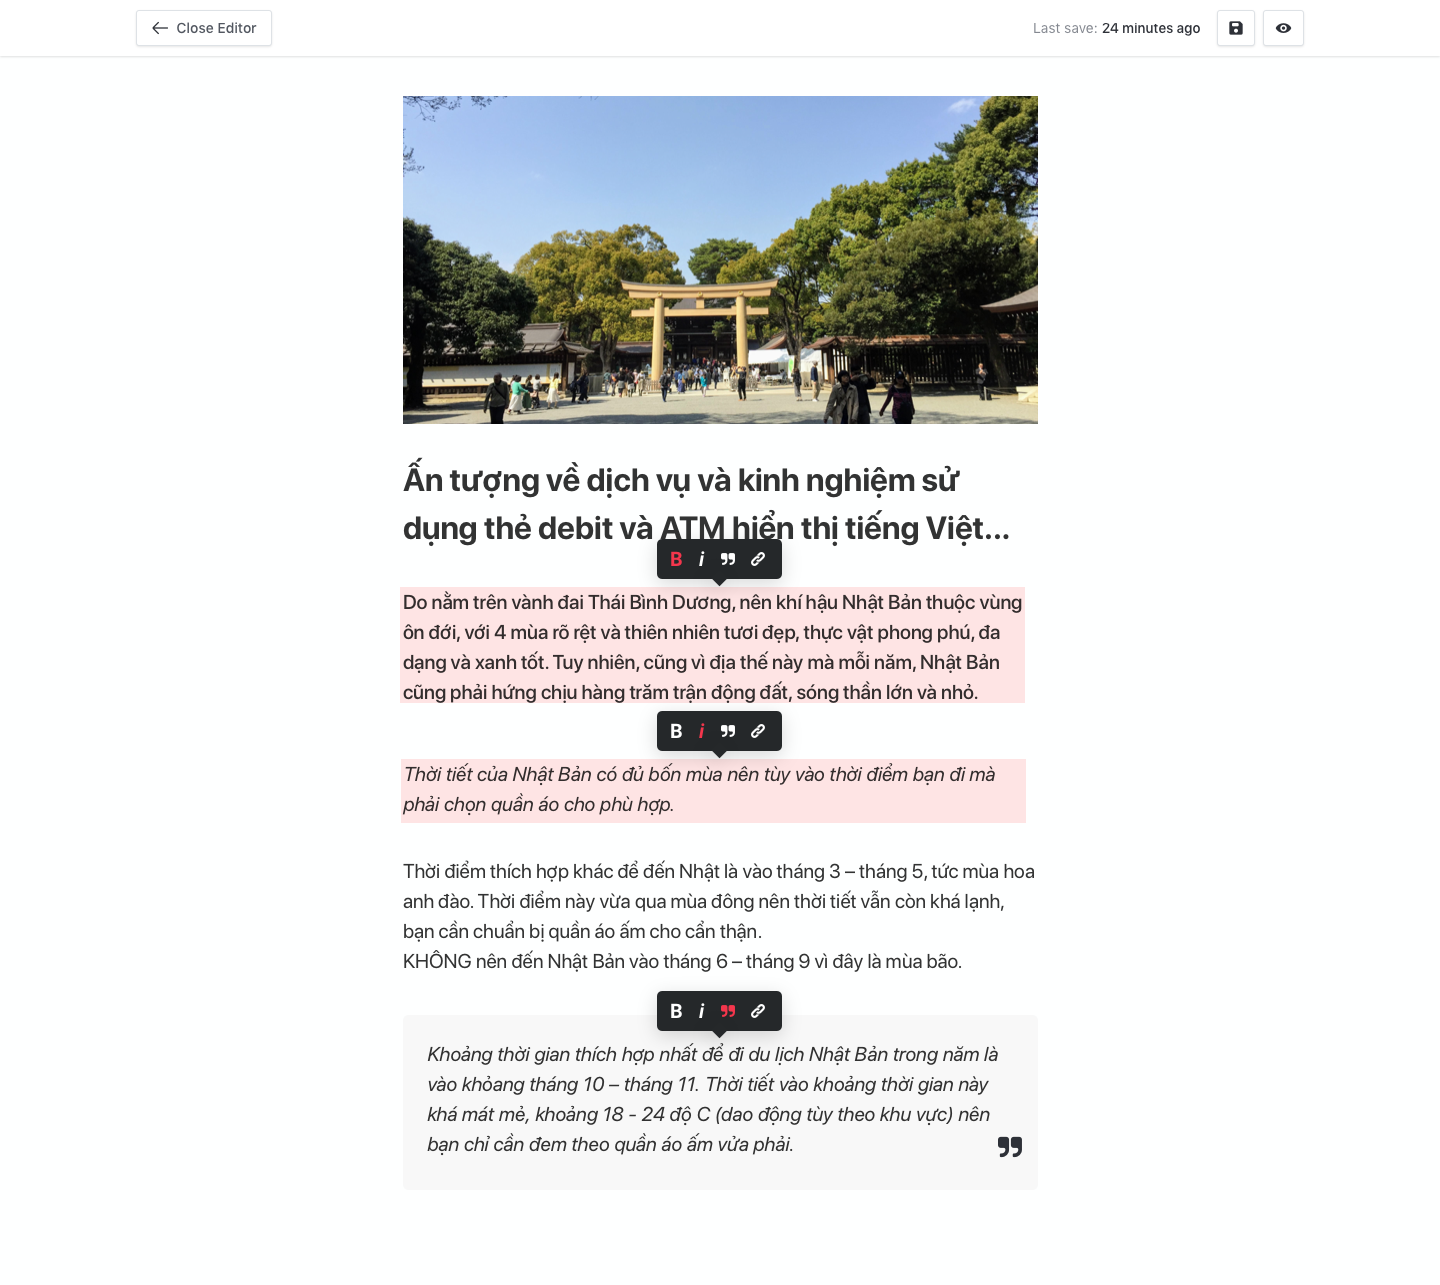 Close Editor
Last save: 24 minutes ago
Ấn tượng về dịch vụ và kinh nghiệm sử
dụng thẻ debit và ATM hiển thị tiếng Việt...
B i
Do nằm trên vành đai Thái Bình Dương, nên khí hậu Nhật Bản thuộc vùng
ôn đới, với 4 mùa rõ rệt và thiên nhiên tươi đẹp, thực vật phong phú, đa
dạng và xanh tốt. Tuy nhiên, cũng vì địa thế này mà mỗi năm, Nhật Bản
cũng phải hứng chịu hàng trăm trận động đất, sóng thần lớn và nhỏ.
B i
Thời tiết của Nhật Bản có đủ bốn mùa nên tùy vào thời điểm bạn đi mà
phải chọn quần áo cho phù hợp.
Thời điểm thích hợp khác để đến Nhật là vào tháng 3 – tháng 5, tức mùa hoa
anh đào. Thời điểm này vừa qua mùa đông nên thời tiết vẫn còn khá lạnh,
bạn cần chuẩn bị quần áo ấm cho cẩn thận.
KHÔNG nên đến Nhật Bản vào tháng 6 – tháng 9 vì đây là mùa bão.
B i
Khoảng thời gian thích hợp nhất để đi du lịch Nhật Bản trong năm là
vào khỏang tháng 10 – tháng 11. Thời tiết vào khoảng thời gian này
khá mát mẻ, khoảng 18 - 24 độ C (dao động tùy theo khu vực) nên
bạn chỉ cần đem theo quần áo ấm vừa phải.